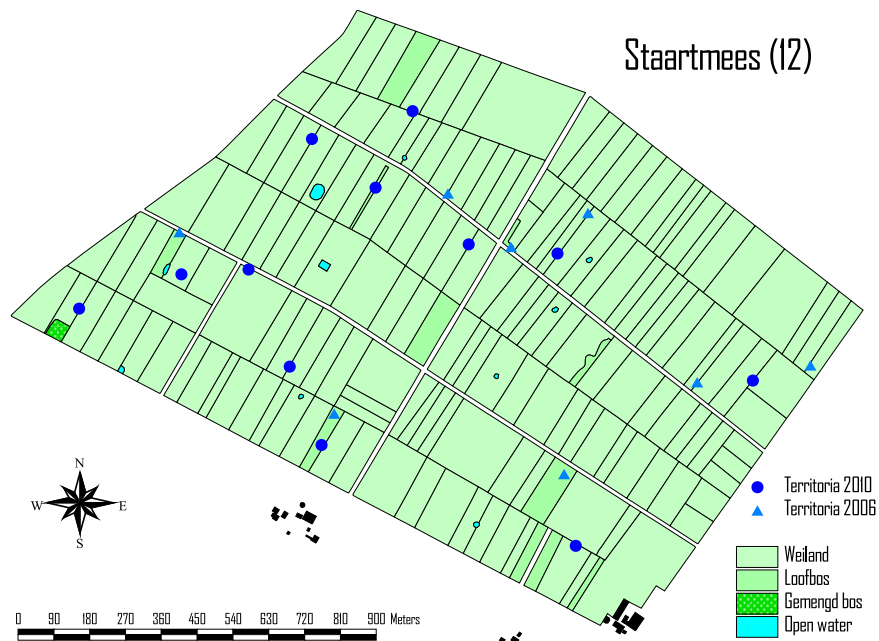 Staartmees (12)
N
W E
S
Territoria 2010
Territoria 2006
Weiland
Loofbos
Gemengd bos
Open water
0 90 180 270 360 450 540 630 720 900 Meters